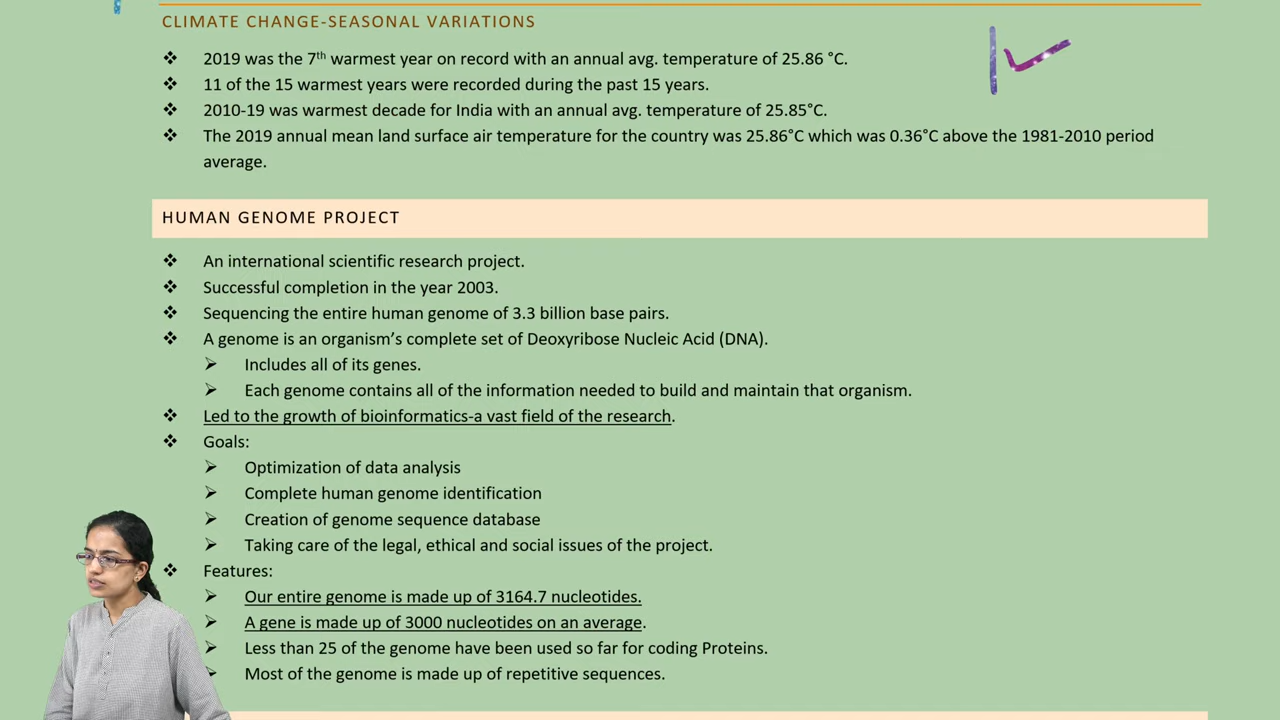 CLIMATE CHANGE-SEASONAL VARIATIONS
❖ 2019 was the 7th warmest year on record with an annual avg. temperature of 25.86 °C.
❖ 11 of the 15 warmest years were recorded during the past 15 years.
❖ 2010-19 was warmest decade for India with an annual avg. temperature of 25.85°C.
❖ The 2019 annual mean land surface air temperature for the country was 25.86°C which was 0.36°C above the 1981-2010 period
average.
HUMAN GENOME PROJECT
❖ An international scientific research project.
❖ Successful completion in the year 2003.
❖ Sequencing the entire human genome of 3.3 billion base pairs.
❖ A genome is an organism’s complete set of Deoxyribose Nucleic Acid (DNA).
➢ Includes all of its genes.
➢ Each genome contains all of the information needed to build and maintain that organism.
❖ Led to the growth of bioinformatics-a vast field of the research.
❖ Goals:
➢ Optimization of data analysis
➢ Complete human genome identification
➢ Creation of genome sequence database
➢ Taking care of the legal, ethical and social issues of the project.
❖ Features:
➢ Our entire genome is made up of 3164.7 nucleotides.
➢ A gene is made up of 3000 nucleotides on an average.
➢ Less than 25 of the genome have been used so far for coding Proteins.
➢ Most of the genome is made up of repetitive sequences.